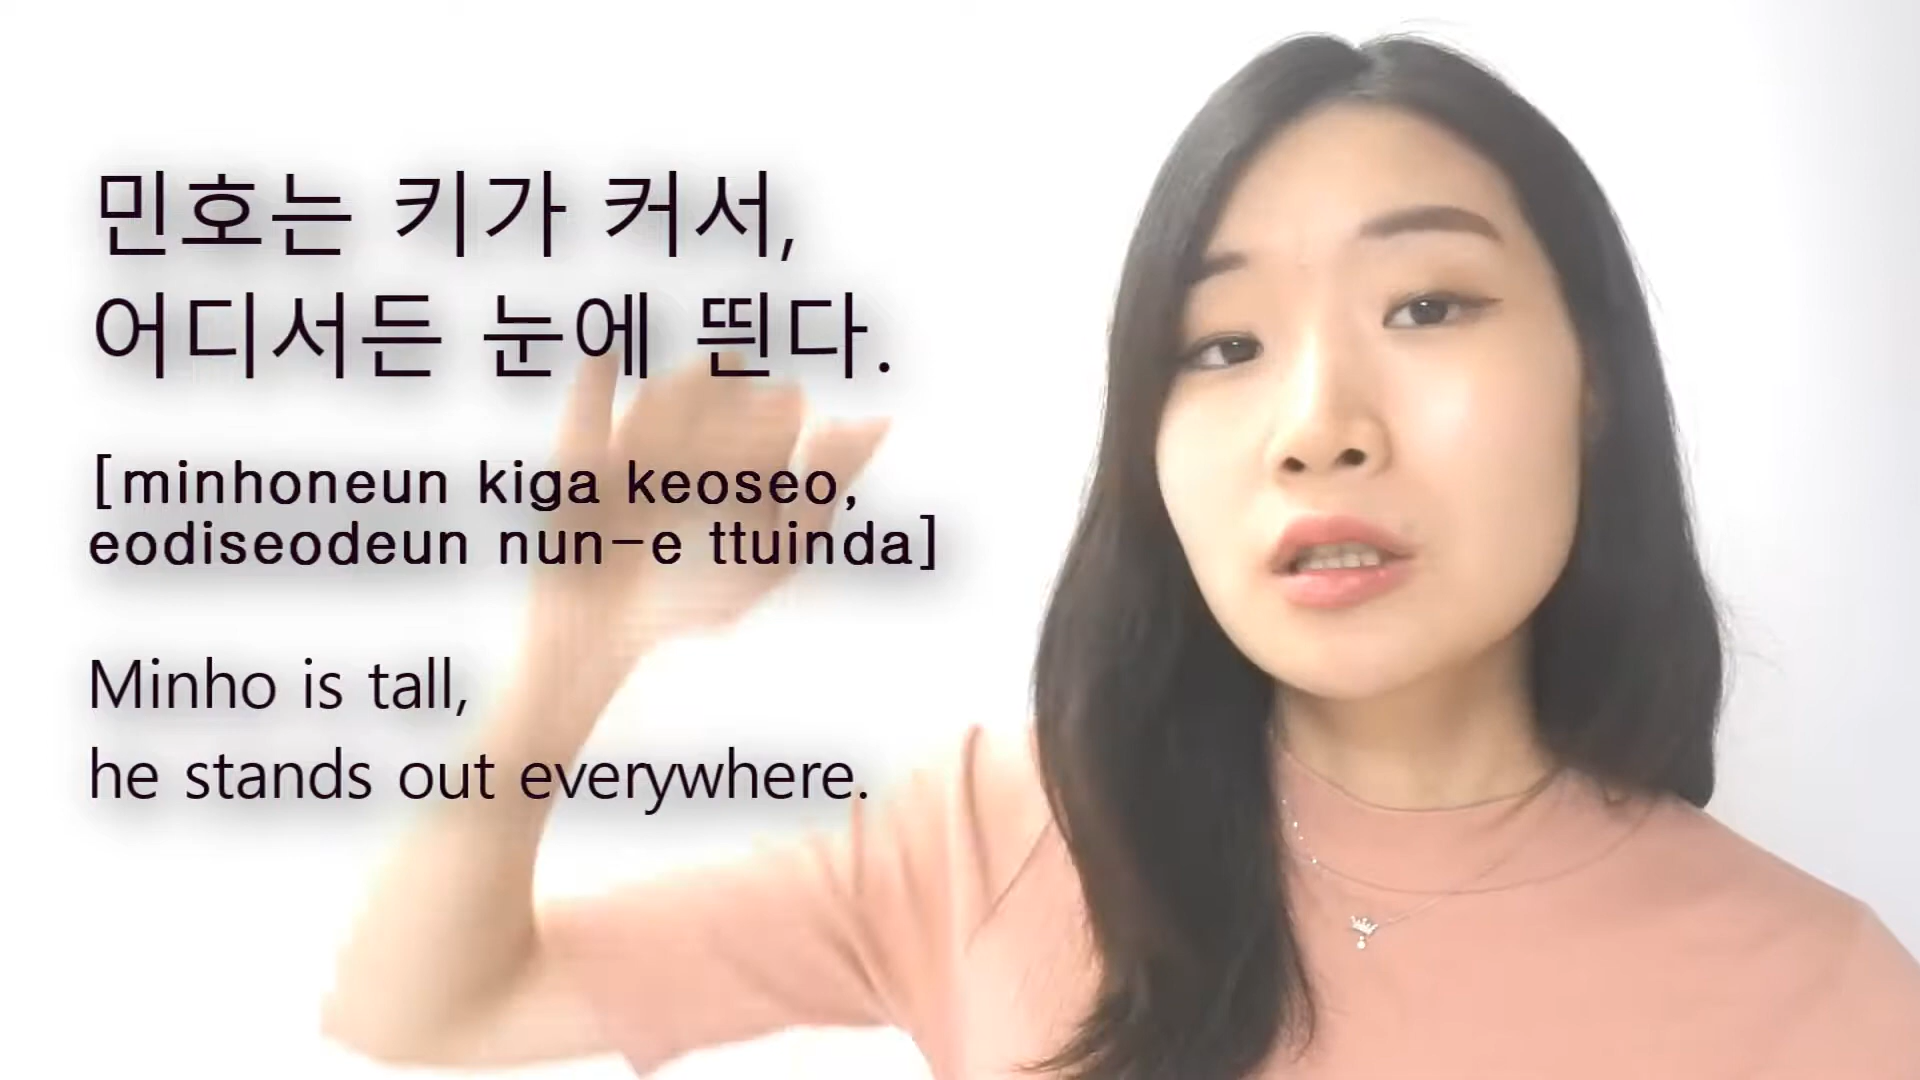 민호는 키가 커서,
어디서든 눈에 띈다.
[minhoneun kiga keoseo,
eodiseodeun nun-e ttuinda]
Minho is tall,
he stands out everywhere.